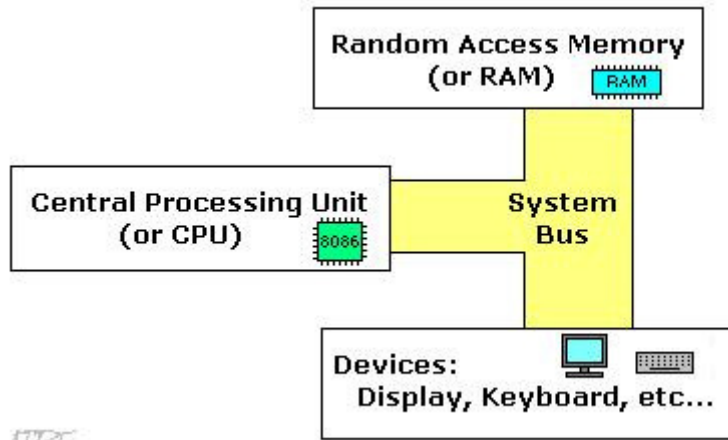 Random Access Memory
(or RAM)
RAM
Central Processing Unit
(or CPU)
8086
System
Bus
Devices:
Display, Keyboard, etc...